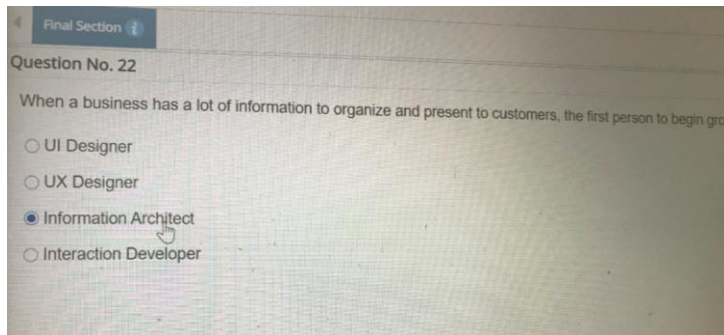 Final Section i
Question No. 22
When a business has a lot of information to organize and present to customers, the first person to begin
UI Designer
UX Designer
Information Architect
Interaction Developer